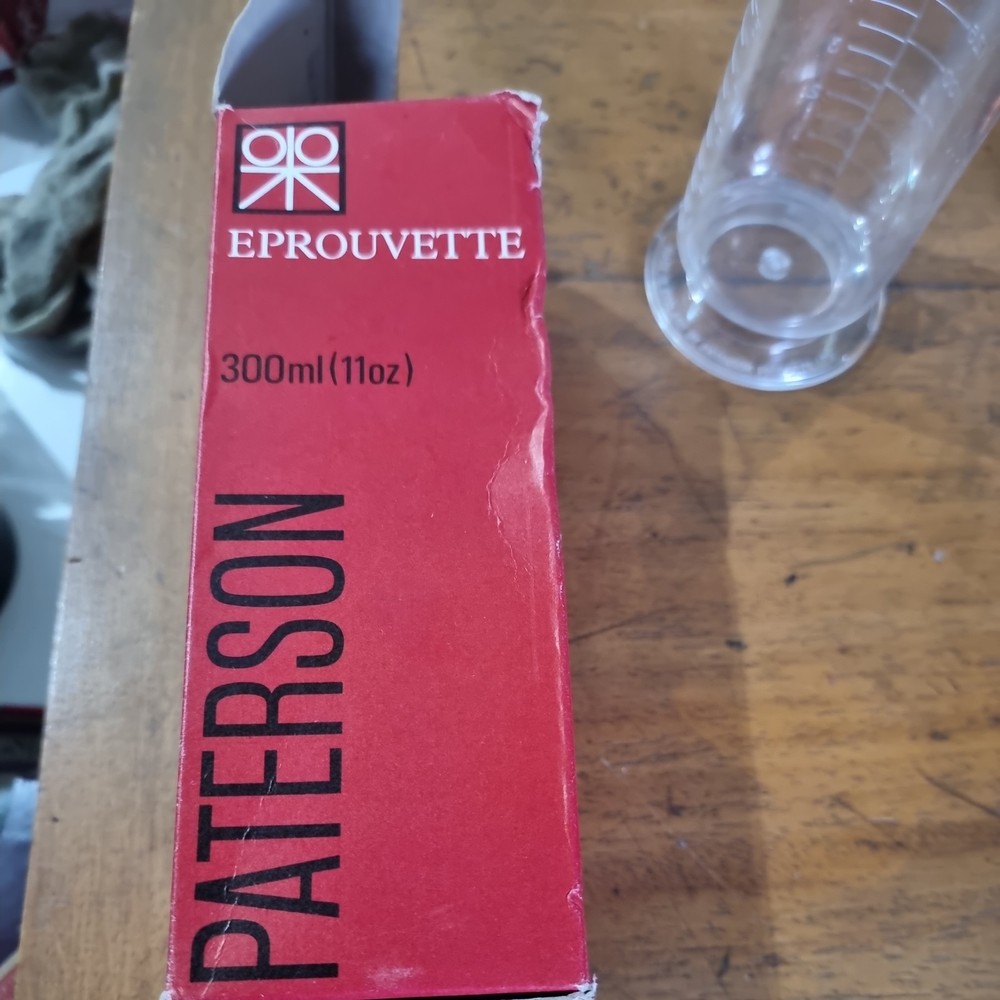 EPROUVETTE
300ml (11oz)
PATERSON